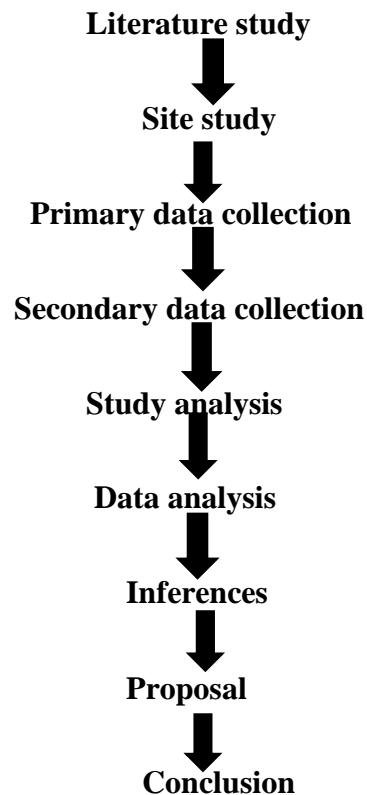 Literature study
Site study
Primary data collection
Secondary data collection
Study analysis
Data analysis
Inferences
Proposal
Conclusion